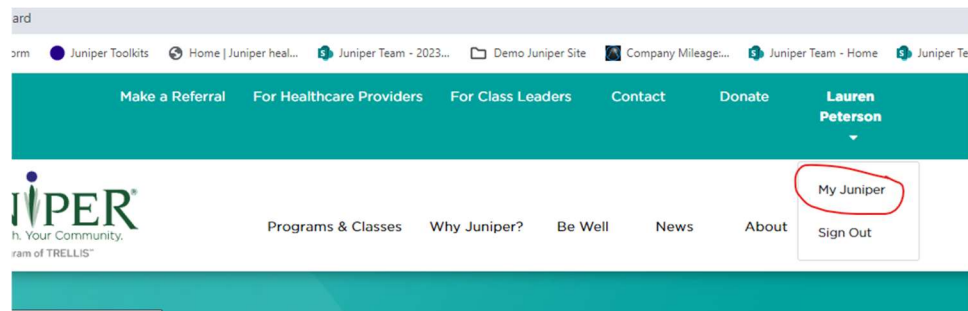 ard
orm Juniper Toolkits Home | Juniper heal... Juniper Team - 2023... Demo Juniper Site Company Mileage:... Juniper Team - Home Juniper Te
Make a Referral For Healthcare Providers For Class Leaders Contact Donate Lauren
Peterson
NIPER®
My Juniper
Programs & Classes Why Juniper? Be Well News About
Sign Out
h. Your Community.
ram of TRELLIS℠